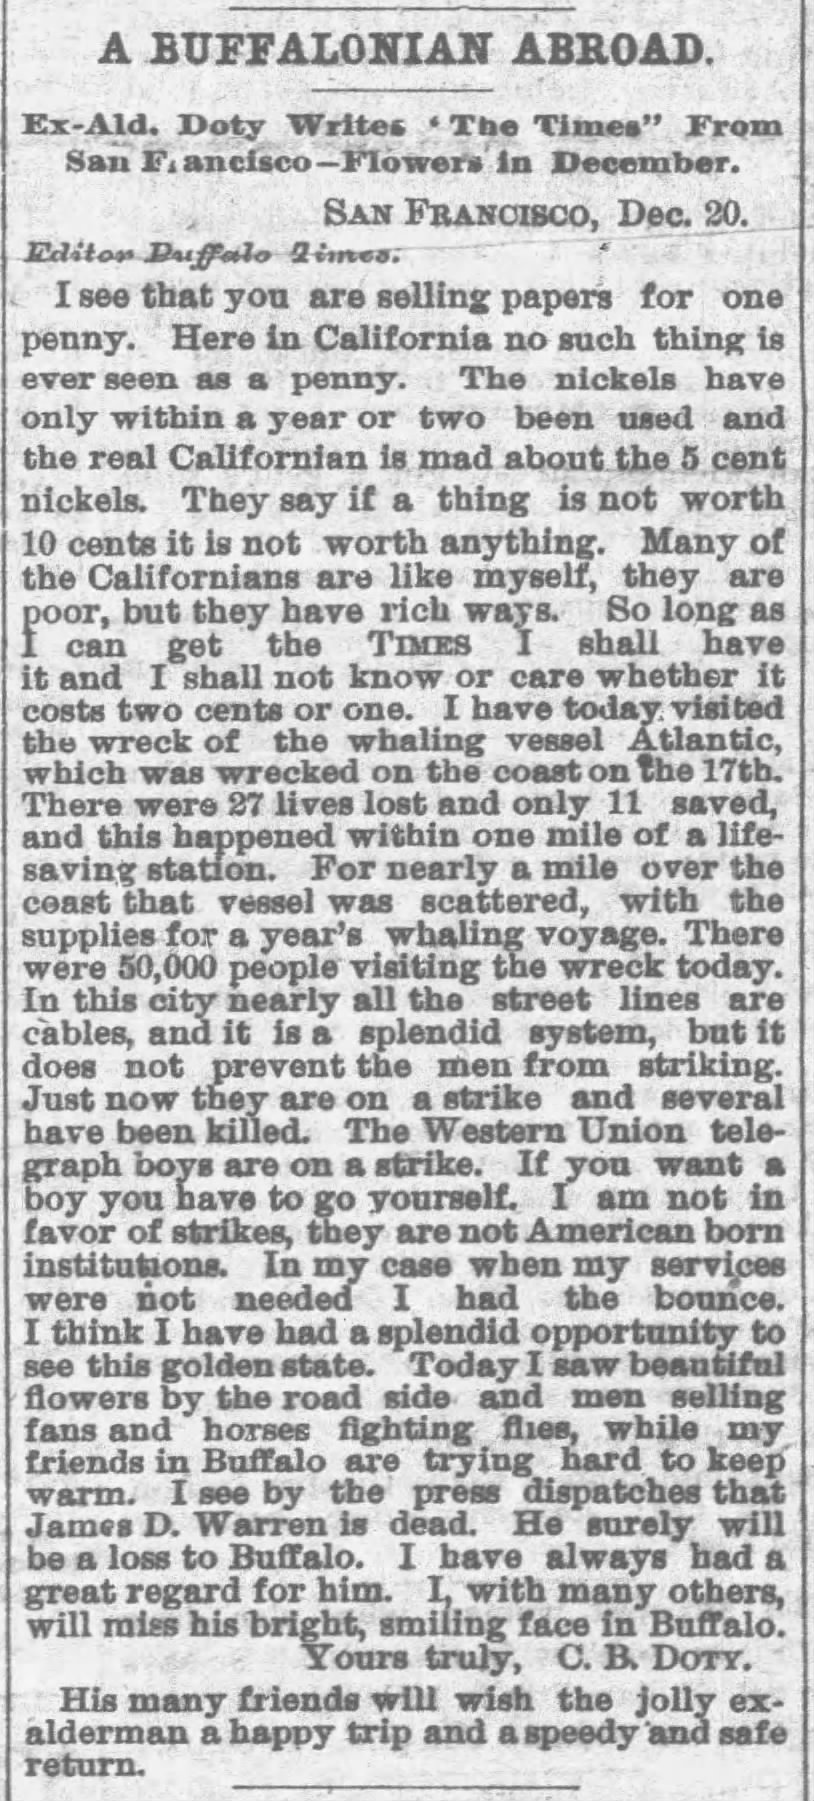 A BUFFALONIAN ABROAD.
Ex-Ald. Doty Writes ‘The Times” From
San Francisco—Flowers in December.
SAN FRANCISCO, Dec. 20.
Editor Buffalo Times:
I see that you are selling papers for one
penny. Here in California no such thing is
ever seen as a penny. The nickels have
only within a year or two been used and
the real Californian is mad about the 5 cent
nickels. They say if a thing is not worth
10 cents it is not worth anything. Many of
the Californians are like myself, they are
poor, but they have rich ways. So long as
I can get the TIMES I shall have
it and I shall not know or care whether it
costs two cents or one. I have today visited
the wreck of the whaling vessel Atlantic,
which was wrecked on the coast on the 17th.
There were 27 lives lost and only 11 saved,
and this happened within one mile of a life-
saving station. For nearly a mile over the
coast that vessel was scattered, with the
supplies for a year's whaling voyage. There
were 50,000 people visiting the wreck today.
In this city nearly all the street lines are
cables, and it is a splendid system, but it
does not prevent the men from striking.
Just now they are on a strike and several
have been killed. The Western Union tele-
graph boys are on a strike. If you want a
boy you have to go yourself. I am not in
favor of strikes, they are not American born
institutions. In my case when my services
were not needed I had the bounce.
I think I have had a splendid opportunity to
see this golden state. Today I saw beautiful
flowers by the road side and men selling
fans and horses fighting flies, while my
friends in Buffalo are trying hard to keep
warm. I see by the press dispatches that
James D. Warren is dead. He surely will
be a loss to Buffalo. I have always had a
great regard for him. I, with many others,
will miss his bright, smiling face in Buffalo.
Yours truly, C. B. DOTY.
His many friends will wish the jolly ex-
alderman a happy trip and a speedy and safe
return.